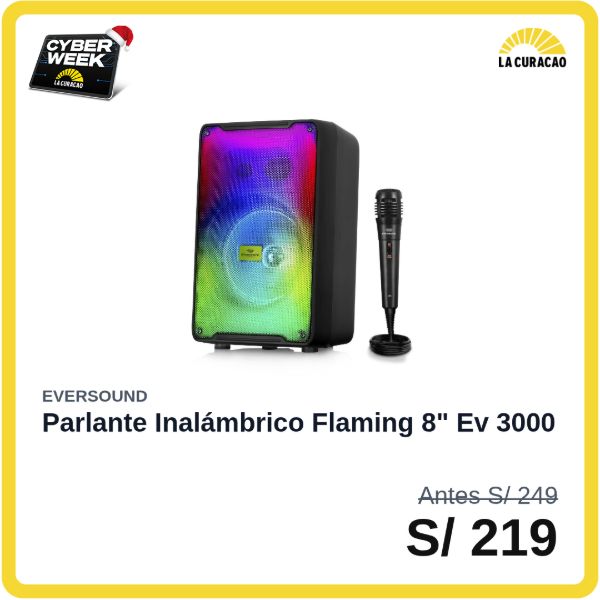 CYBER
WEEK
LA CURACAO
LA CURACAO
EVERSOUND
Parlante Inalámbrico Flaming 8" Ev 3000
Antes S/ 249
S/ 219